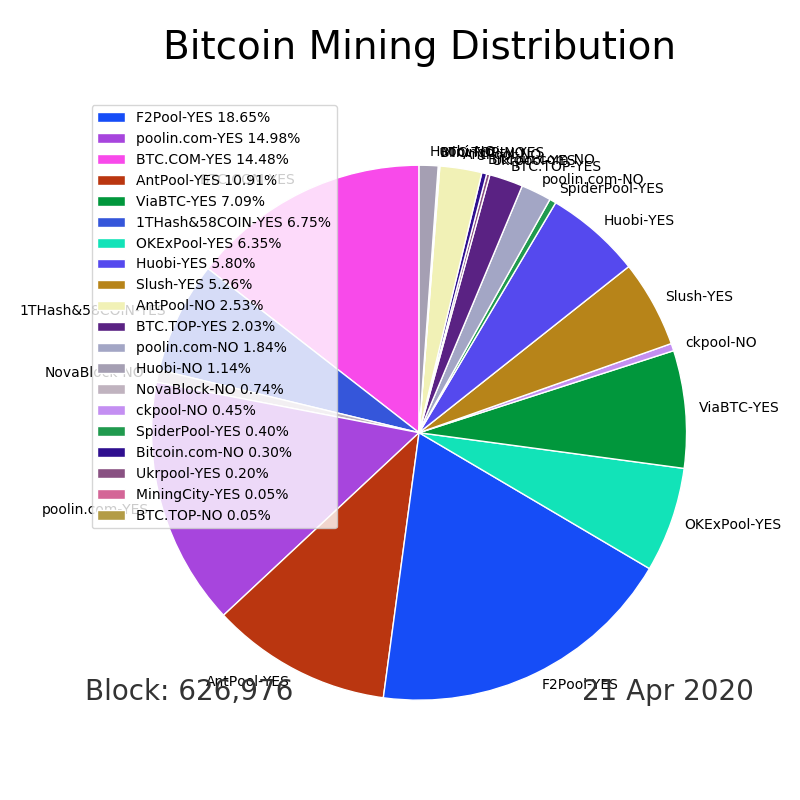 Bitcoin Mining Distribution
F2Pool-YES 18.65%
poolin.com-YES 14.98%
BTC.COM-YES 14.48%
AntPool-YES 10.91%
ViaBTC-YES 7.09%
1THash&58COIN-YES 6.75%
OKExPool-YES 6.35%
Huobi-YES 5.80%
Slush-YES 5.26%
AntPool-NO 2.53%
BTC.TOP-YES 2.03%
poolin.com-NO 1.84%
Huobi-NO 1.14%
NovaBlock-NO 0.74%
ckpool-NO 0.45%
SpiderPool-YES 0.40%
Bitcoin.com-NO 0.30%
Ukrpool-YES 0.20%
MiningCity-YES 0.05%
BTC.TOP-NO 0.05%
BTC.TOP-YES
poolin.com-NO
SpiderPool-YES
Huobi-YES
Slush-YES
ckpool-NO
ViaBTC-YES
OKExPool-YES
F2Pool-YES
AntPool-YES
poolin.com-YES
NovaBlock-NO
1THash&58COIN-YES
Block: 626,976
21 Apr 2020